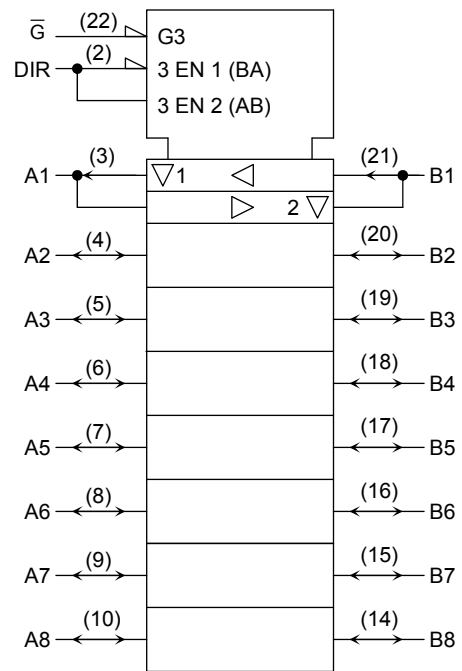 G̅ (22) G3
DIR (2) 3 EN 1 (BA)
3 EN 2 (AB)
A1 (3) 1 (21) B1
2
A2 (4) (20) B2
A3 (5) (19) B3
A4 (6) (18) B4
A5 (7) (17) B5
A6 (8) (16) B6
A7 (9) (15) B7
A8 (10) (14) B8